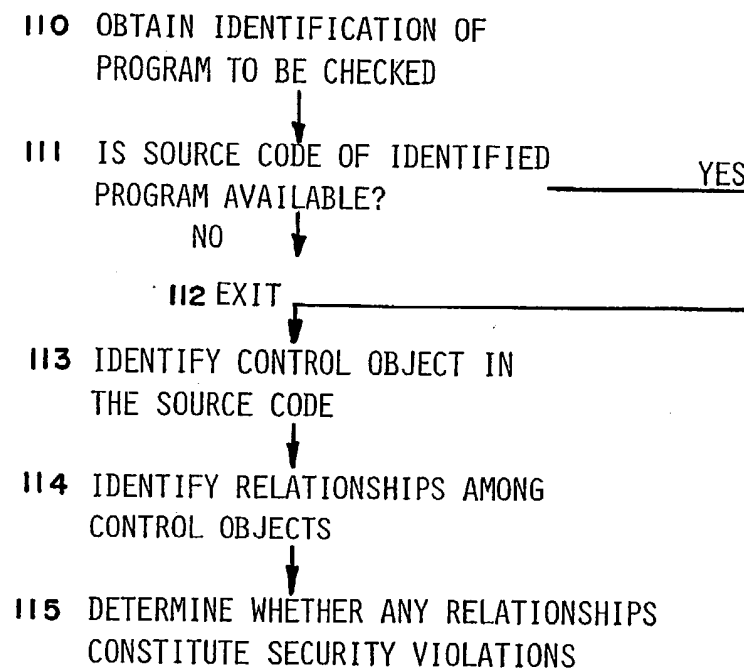 110 OBTAIN IDENTIFICATION OF
PROGRAM TO BE CHECKED
111 IS SOURCE CODE OF IDENTIFIED
YES
PROGRAM AVAILABLE?
NO
112 EXIT
113 IDENTIFY CONTROL OBJECT IN
THE SOURCE CODE
114 IDENTIFY RELATIONSHIPS AMONG
CONTROL OBJECTS
115 DETERMINE WHETHER ANY RELATIONSHIPS
CONSTITUTE SECURITY VIOLATIONS